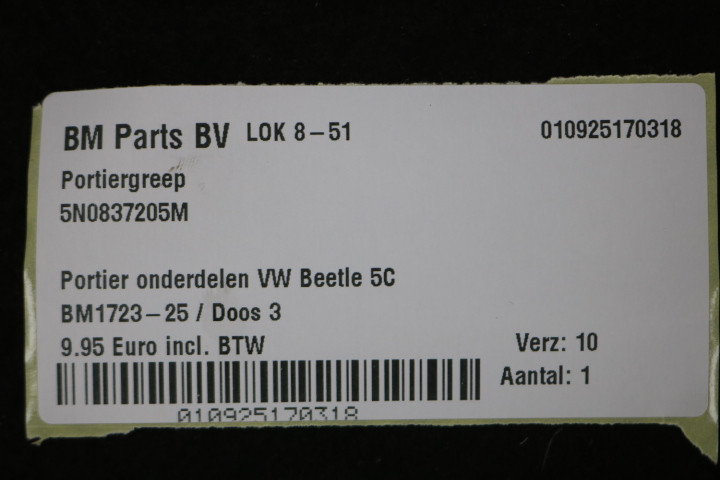 BM Parts BV LOK 8-51 010925170318
Portiergreep
5N0837205M
Portier onderdelen VW Beetle 5C
BM1723-25 / Doos 3
9.95 Euro incl. BTW Verz: 10
Aantal: 1
010925170318